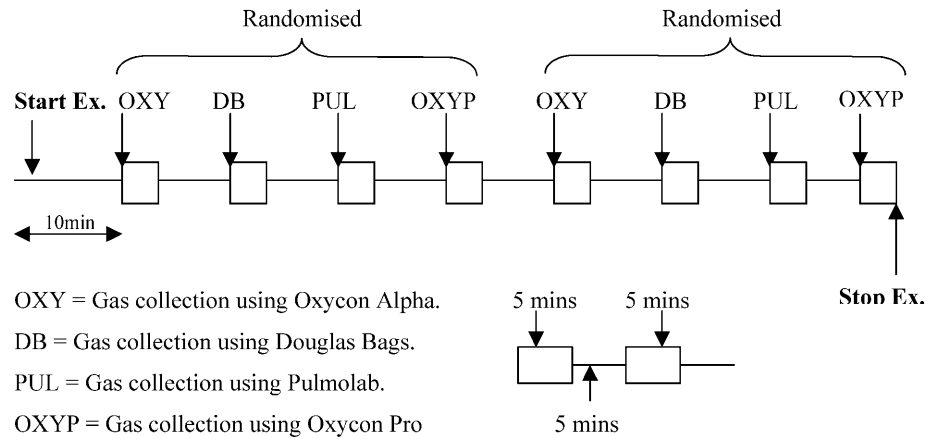 Randomised Randomised
Start Ex. OXY DB PUL OXYP OXY DB PUL OXYP
10min
OXY = Gas collection using Oxycon Alpha.
DB = Gas collection using Douglas Bags.
PUL = Gas collection using Pulmolab.
OXYP = Gas collection using Oxycon Pro
5 mins 5 mins
5 mins
Stop Ex.